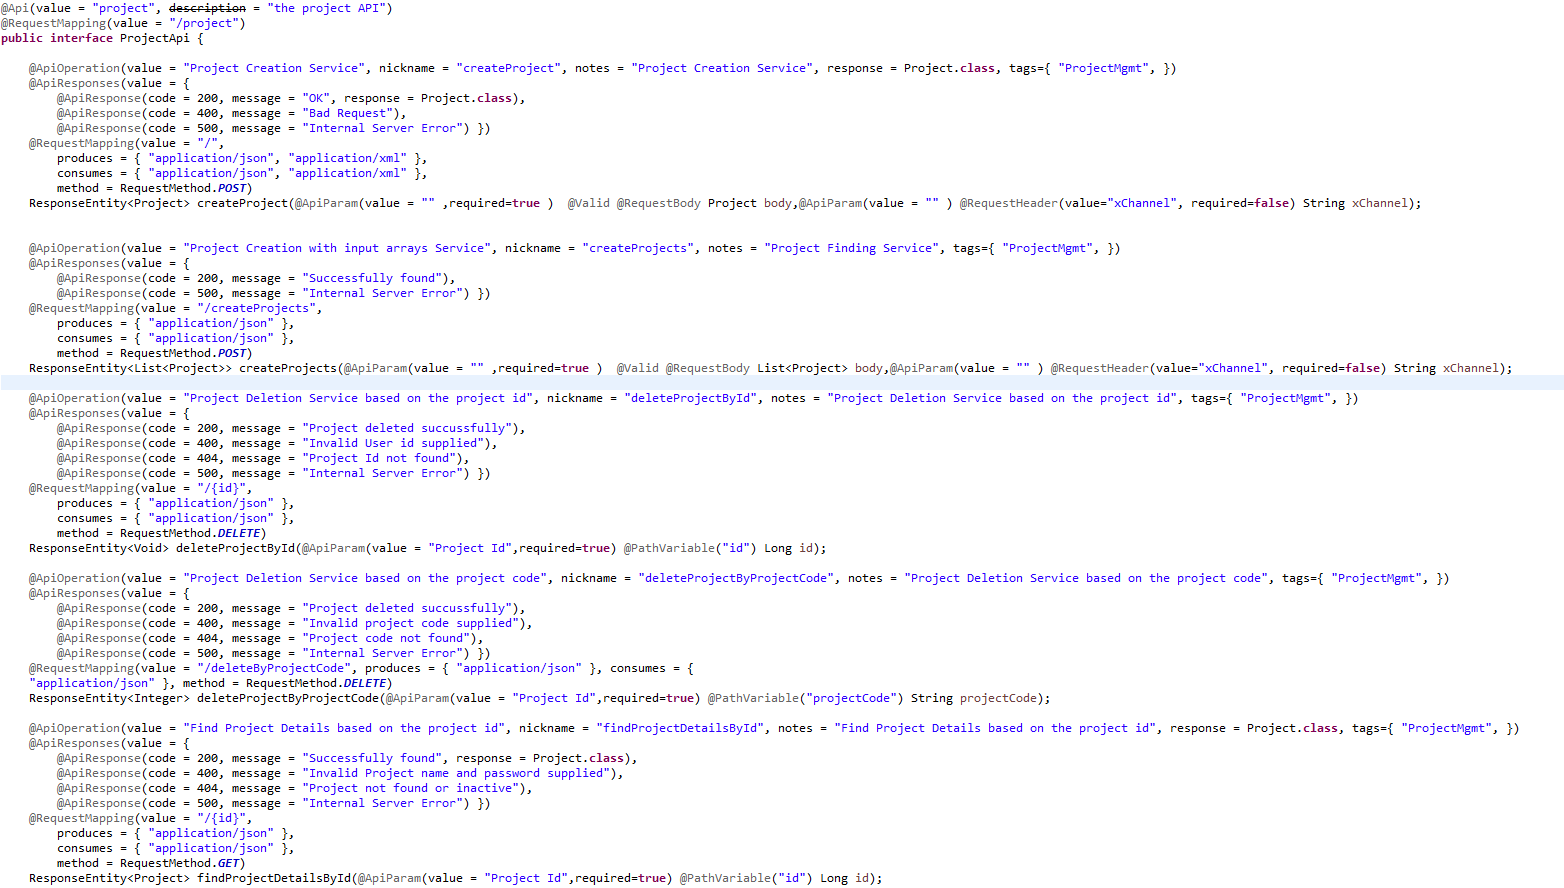 @Api(value = "project", description = "the project API")
@RequestMapping(value = "/project")
public interface ProjectApi {
@ApiOperation(value = "Project Creation Service", nickname = "createProject", notes = "Project Creation Service", response = Project.class, tags={ "ProjectMgmt", })
@ApiResponses(value = {
@ApiResponse(code = 200, message = "OK", response = Project.class),
@ApiResponse(code = 400, message = "Bad Request"),
@ApiResponse(code = 500, message = "Internal Server Error") })
@RequestMapping(value = "/",
produces = { "application/json", "application/xml" },
consumes = { "application/json", "application/xml" },
method = RequestMethod.POST)
ResponseEntity<Project> createProject(@ApiParam(value = "" ,required=true )  @Valid @RequestBody Project body,@ApiParam(value = "" ) @RequestHeader(value="xChannel", required=false) String xChannel);
@ApiOperation(value = "Project Creation with input arrays Service", nickname = "createProjects", notes = "Project Finding Service", tags={ "ProjectMgmt", })
@ApiResponses(value = {
@ApiResponse(code = 200, message = "Successfully found"),
@ApiResponse(code = 500, message = "Internal Server Error") })
@RequestMapping(value = "/createProjects",
produces = { "application/json" },
consumes = { "application/json" },
method = RequestMethod.POST)
ResponseEntity<List<Project>> createProjects(@ApiParam(value = "" ,required=true )  @Valid @RequestBody List<Project> body,@ApiParam(value = "" ) @RequestHeader(value="xChannel", required=false) String xChannel);
@ApiOperation(value = "Project Deletion Service based on the project id", nickname = "deleteProjectById", notes = "Project Deletion Service based on the project id", tags={ "ProjectMgmt", })
@ApiResponses(value = {
@ApiResponse(code = 200, message = "Project deleted succussfully"),
@ApiResponse(code = 400, message = "Invalid User id supplied"),
@ApiResponse(code = 404, message = "Project Id not found"),
@ApiResponse(code = 500, message = "Internal Server Error") })
@RequestMapping(value = "/{id}",
produces = { "application/json" },
consumes = { "application/json" },
method = RequestMethod.DELETE)
ResponseEntity<Void> deleteProjectById(@ApiParam(value = "Project Id",required=true) @PathVariable("id") Long id);
@ApiOperation(value = "Project Deletion Service based on the project code", nickname = "deleteProjectByProjectCode", notes = "Project Deletion Service based on the project code", tags={ "ProjectMgmt", })
@ApiResponses(value = {
@ApiResponse(code = 200, message = "Project deleted succussfully"),
@ApiResponse(code = 400, message = "Invalid project code supplied"),
@ApiResponse(code = 404, message = "Project code not found"),
@ApiResponse(code = 500, message = "Internal Server Error") })
@RequestMapping(value = "/deleteByProjectCode", produces = { "application/json" }, consumes = {
"application/json" }, method = RequestMethod.DELETE)
ResponseEntity<Integer> deleteProjectByProjectCode(@ApiParam(value = "Project Id",required=true) @PathVariable("projectCode") String projectCode);
@ApiOperation(value = "Find Project Details based on the project id", nickname = "findProjectDetailsById", notes = "Find Project Details based on the project id", response = Project.class, tags={ "ProjectMgmt", })
@ApiResponses(value = {
@ApiResponse(code = 200, message = "Successfully found", response = Project.class),
@ApiResponse(code = 400, message = "Invalid Project name and password supplied"),
@ApiResponse(code = 404, message = "Project not found or inactive"),
@ApiResponse(code = 500, message = "Internal Server Error") })
@RequestMapping(value = "/{id}",
produces = { "application/json" },
consumes = { "application/json" },
method = RequestMethod.GET)
ResponseEntity<Project> findProjectDetailsById(@ApiParam(value = "Project Id",required=true) @PathVariable("id") Long id);